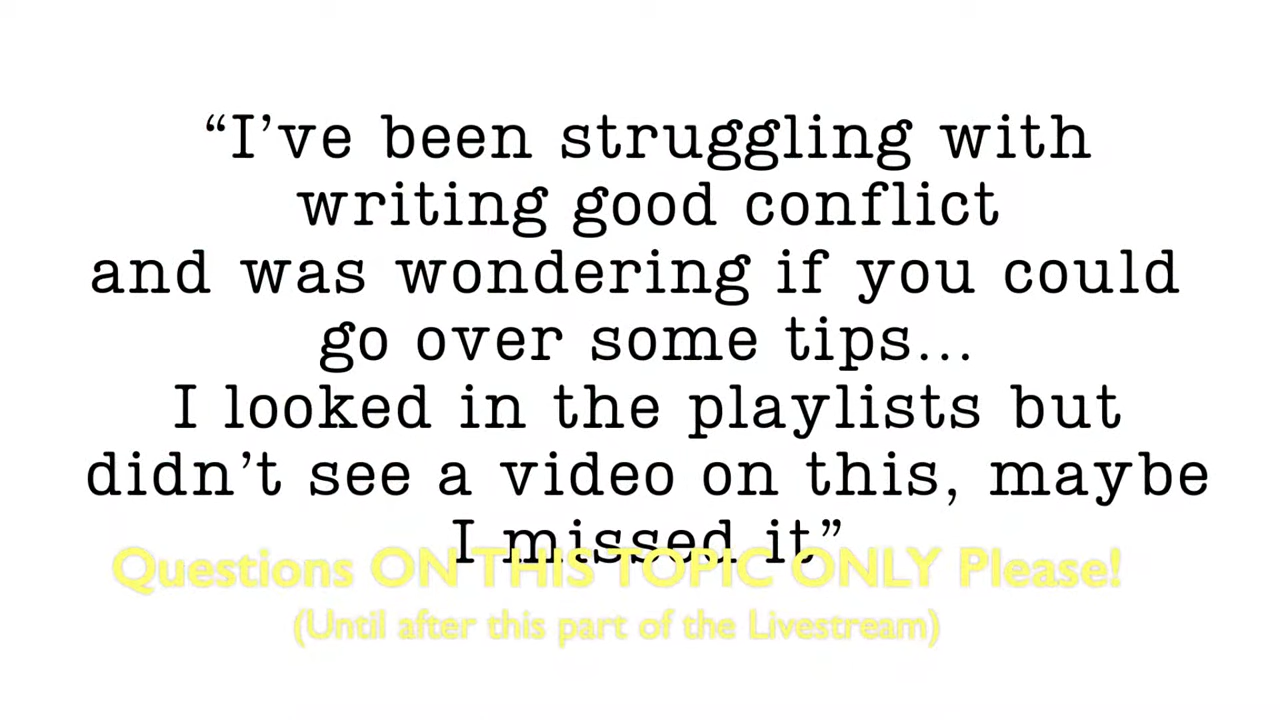 “I’ve been struggling with
writing good conflict
and was wondering if you could
go over some tips...
I looked in the playlists but
didn’t see a video on this, maybe
I missed it”
Questions ON THIS TOPIC ONLY Please!
(Until after this part of the Livestream)